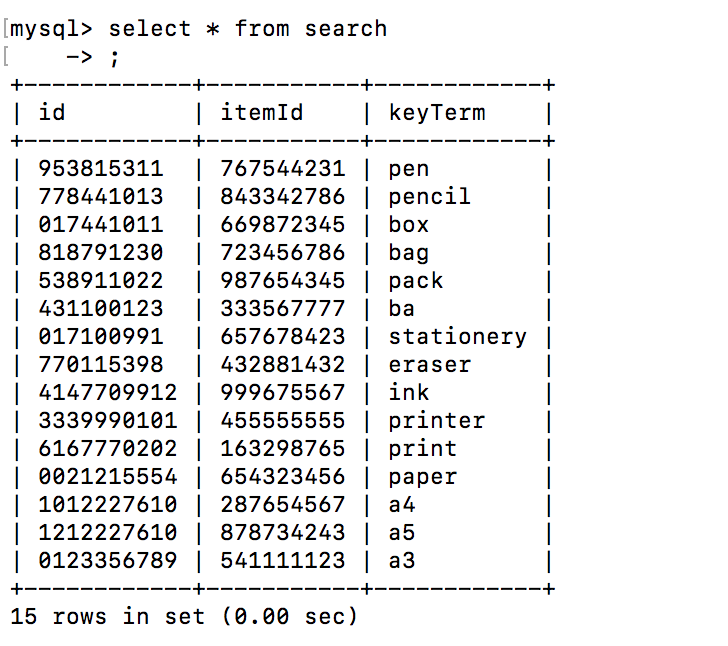 [mysql> select * from search
[    -> ;
+------------+-----------+------------+
| id         | itemId    | keyTerm    |
+------------+-----------+------------+
| 953815311  | 767544231 | pen        |
| 778441013  | 843342786 | pencil     |
| 017441011  | 669872345 | box        |
| 818791230  | 723456786 | bag        |
| 538911022  | 987654345 | pack       |
| 431100123  | 333567777 | ba         |
| 017100991  | 657678423 | stationery |
| 770115398  | 432881432 | eraser     |
| 4147709912 | 999675567 | ink        |
| 3339990101 | 455555555 | printer    |
| 6167770202 | 163298765 | print      |
| 0021215554 | 654323456 | paper      |
| 1012227610 | 287654567 | a4         |
| 1212227610 | 878734243 | a5         |
| 0123356789 | 541111123 | a3         |
+------------+-----------+------------+
15 rows in set (0.00 sec)